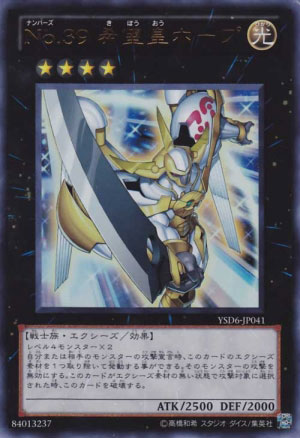 ナンバーズ きぼうおう
No.39 希望皇ホープ
光
39
YSD6-JP041
【戦士族・エクシーズ/効果】
レベル4モンスター×2
自分または相手のモンスターの攻撃宣言時、このカードのエクシーズ
素材を1つ取り除いて発動する事ができる。そのモンスターの攻撃を
無効にする。このカードがエクシーズ素材の無い状態で攻撃対象に選択
された時、このカードを破壊する。
ATK/2500 DEF/2000
84013237
©高橋和希 スタジオ・ダイス/集英社